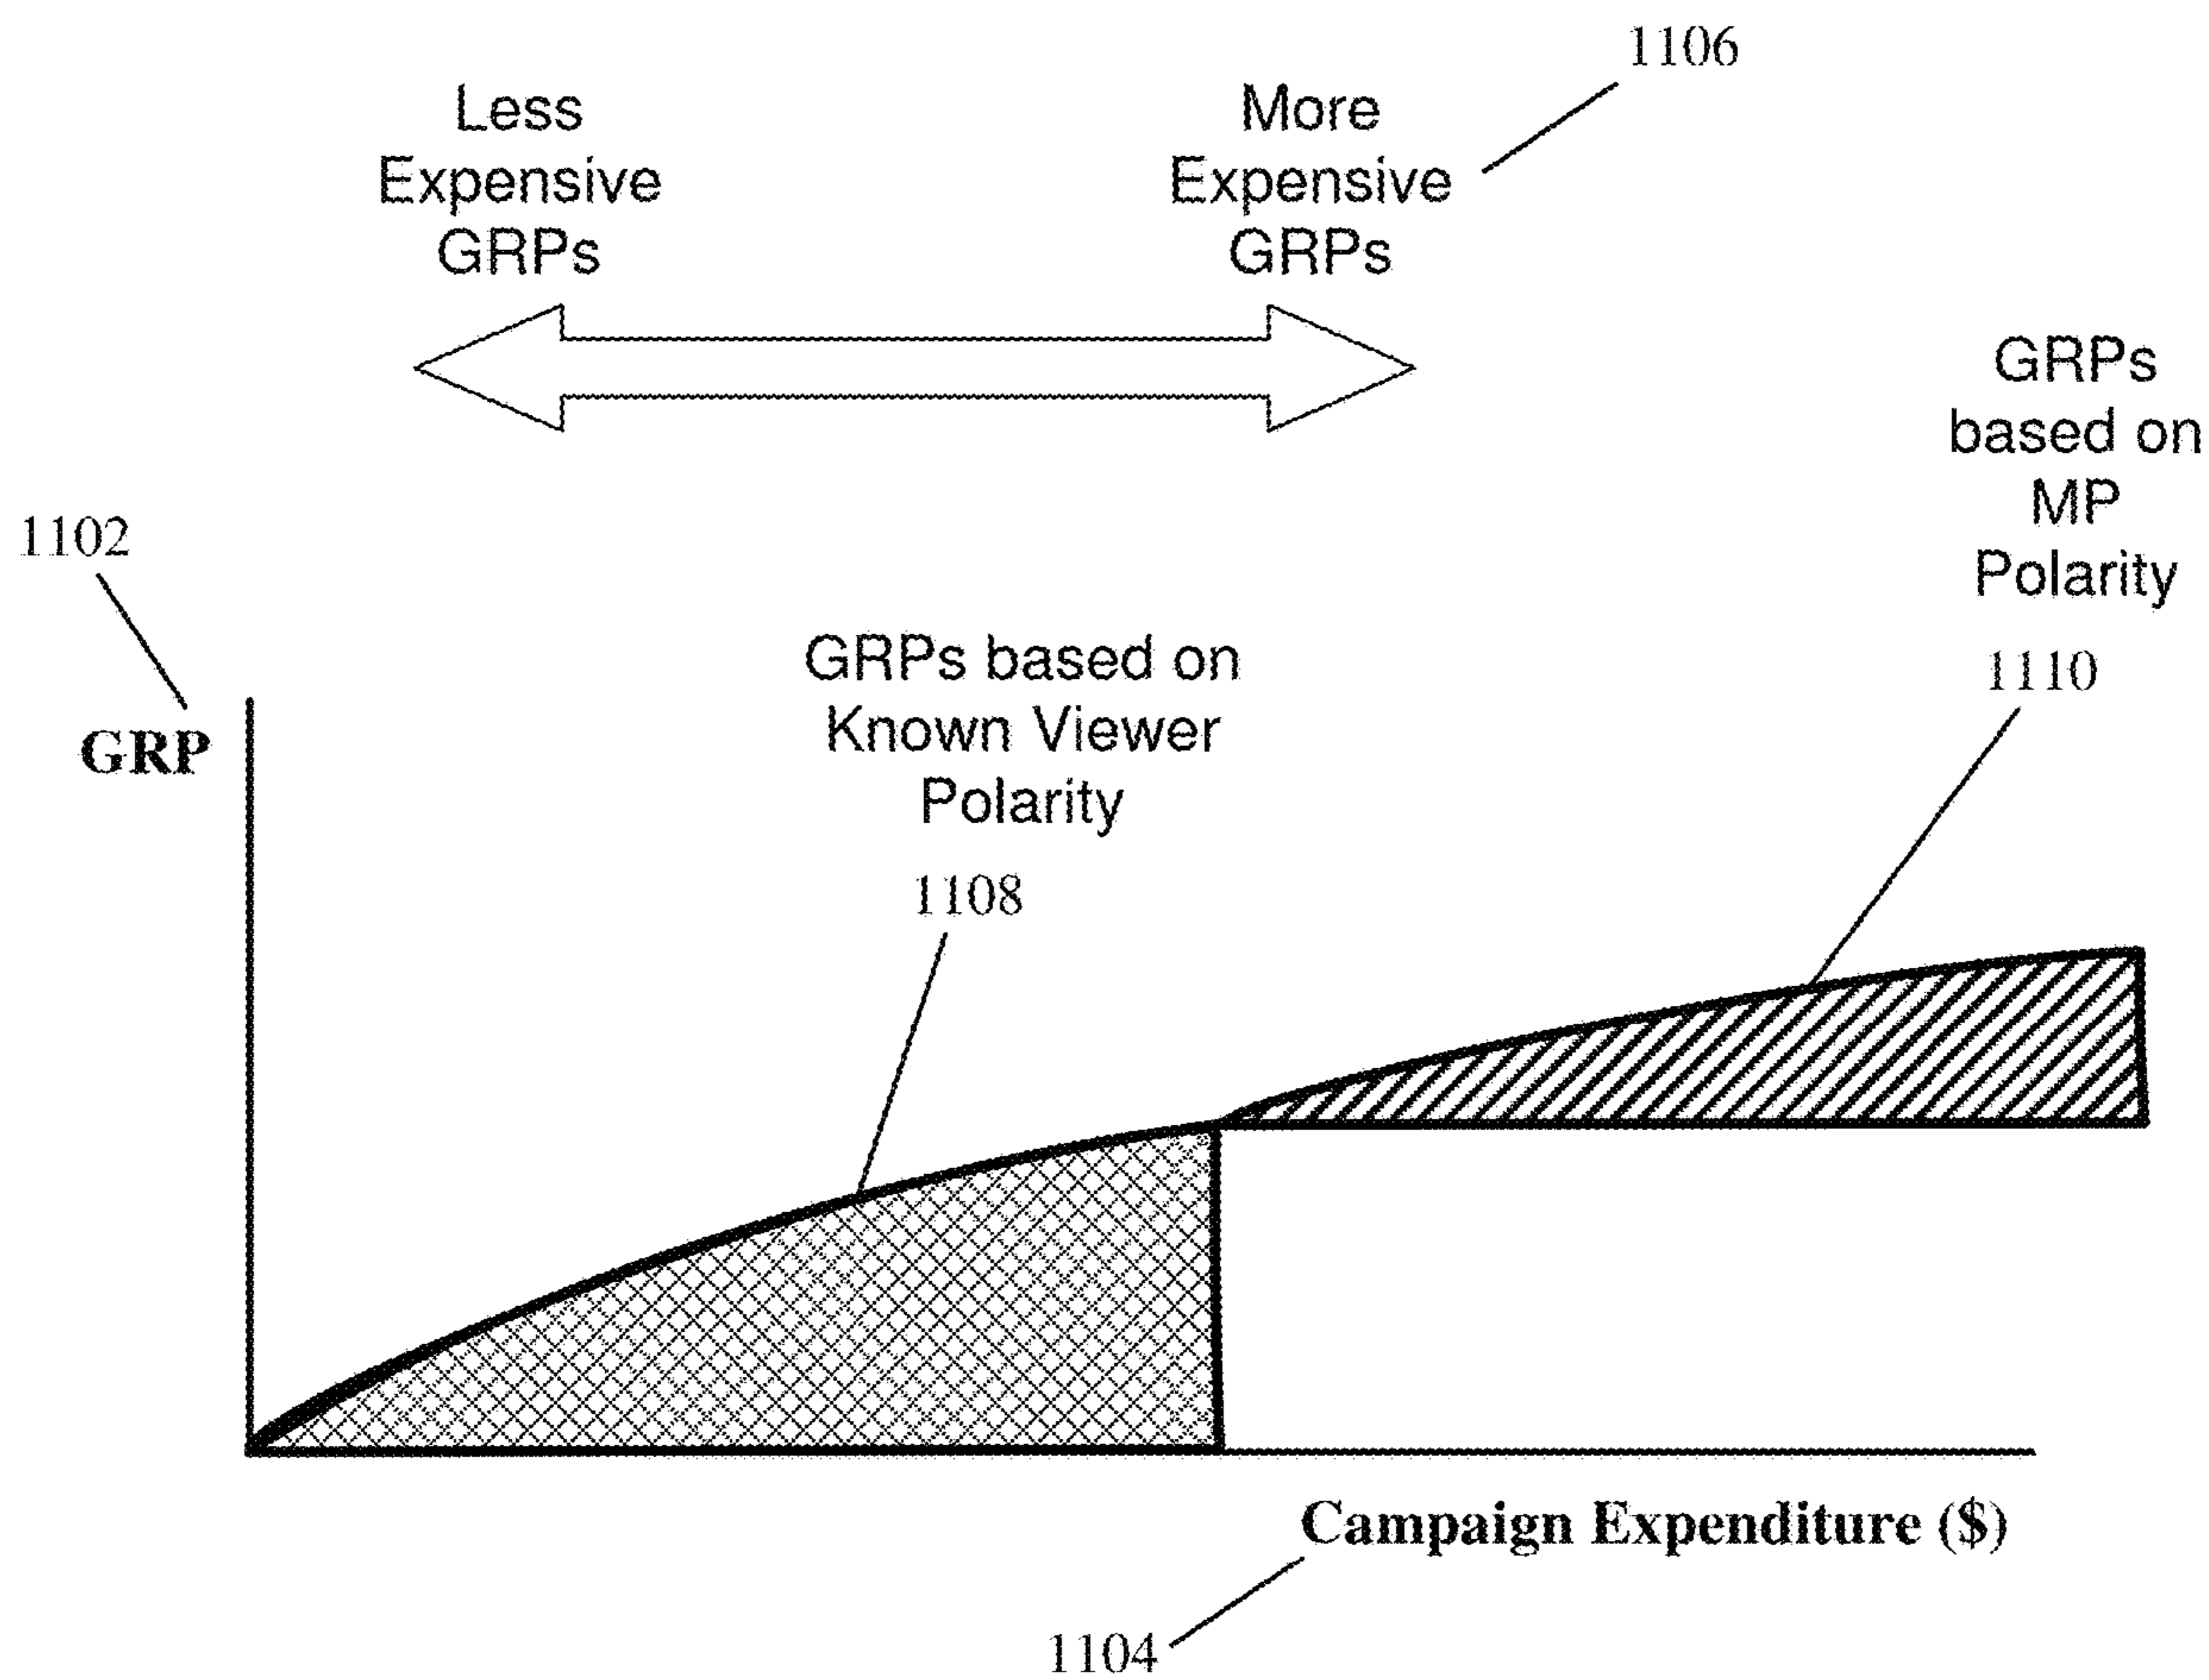 1106
Less
Expensive
GRPs
More
Expensive
GRPs
GRPs
based on
MP
Polarity
1110
1102
GRP
GRPs based on
Known Viewer
Polarity
1108
Campaign Expenditure ($)
1104